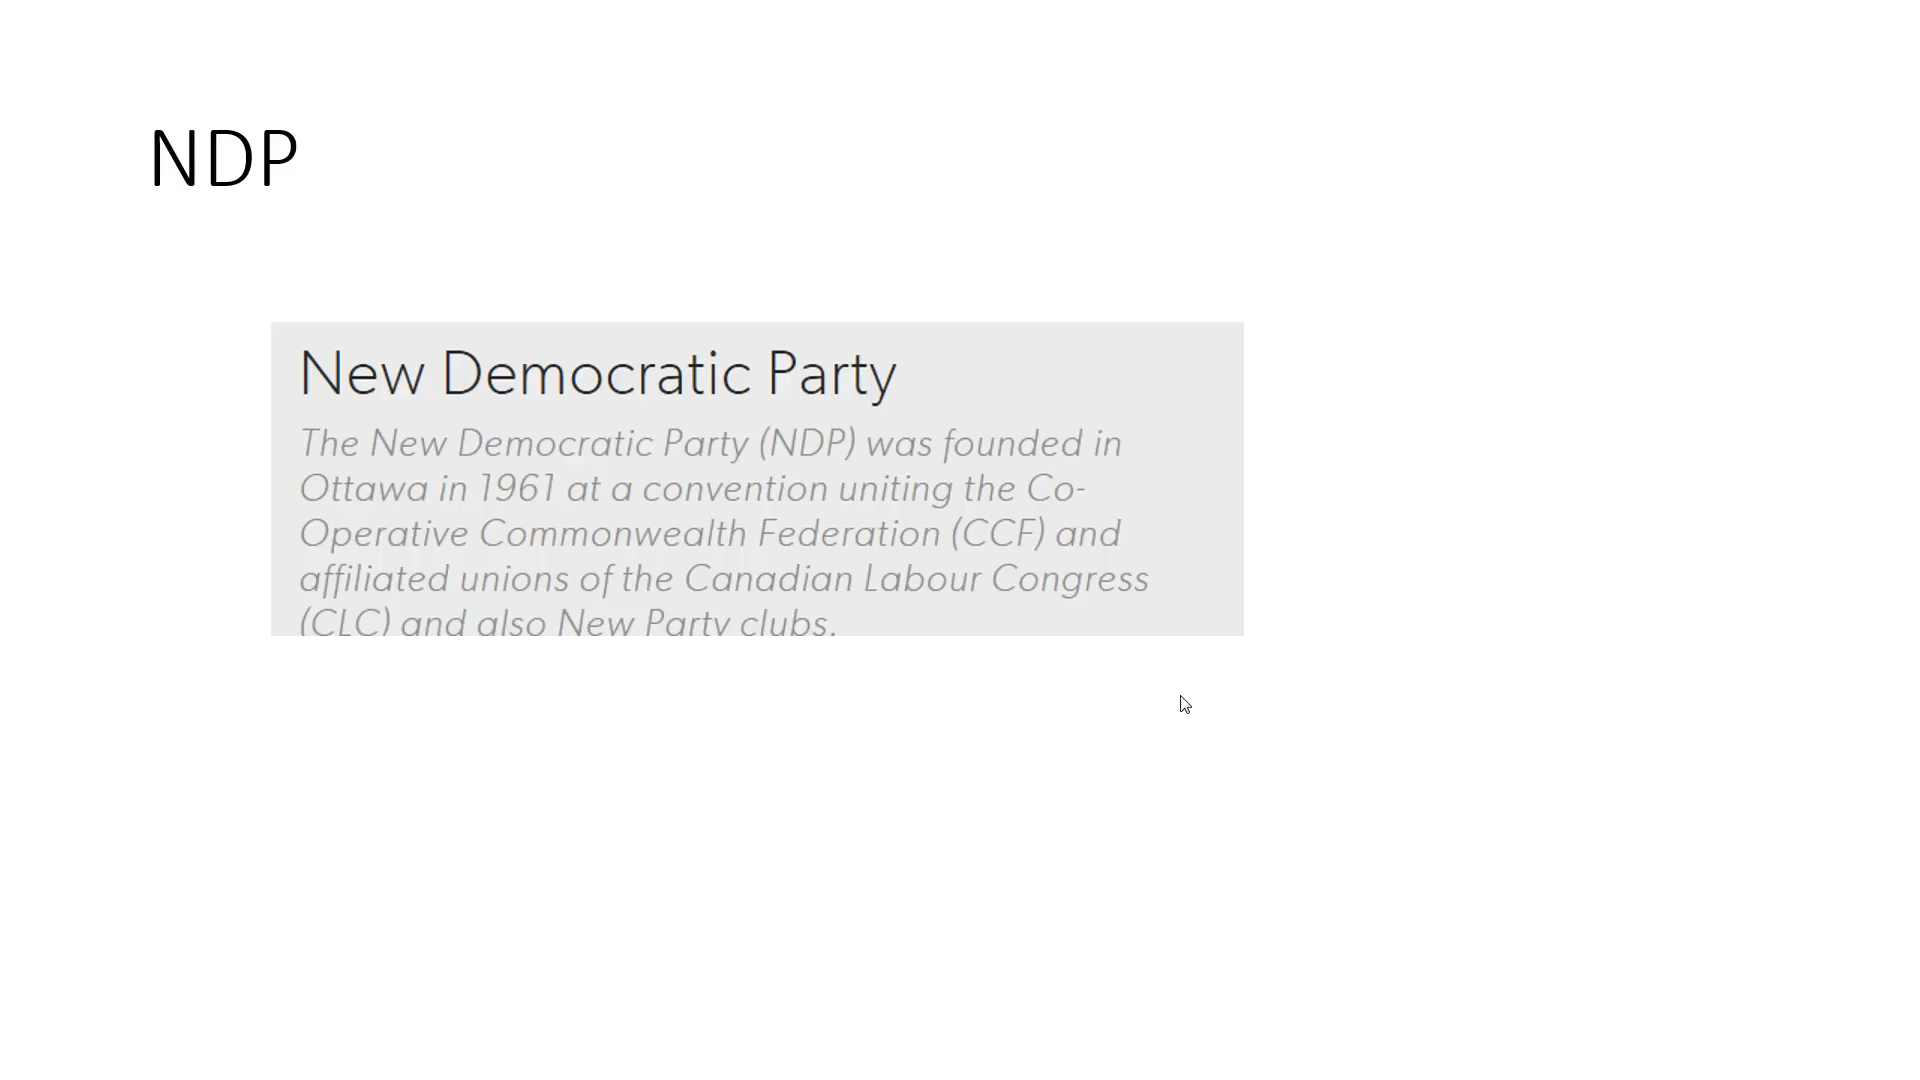 NDP
New Democratic Party
The New Democratic Party (NDP) was founded in
Ottawa in 1961 at a convention uniting the Co-
Operative Commonwealth Federation (CCF) and
affiliated unions of the Canadian Labour Congress
(CLC) and also New Party clubs.